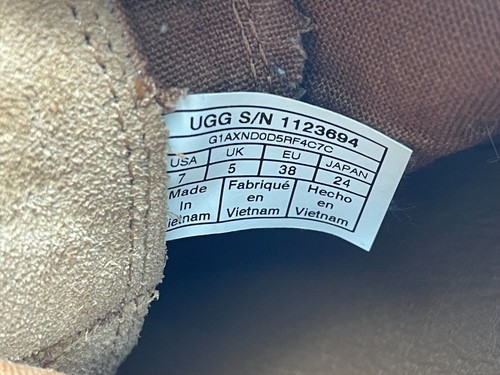 UGG S/N 1123694
G1AXND0D5RF4C7C
USA UK EU JAPAN
7 5 38 24
Made Fabriqué Hecho
In en en
Vietnam Vietnam Vietnam